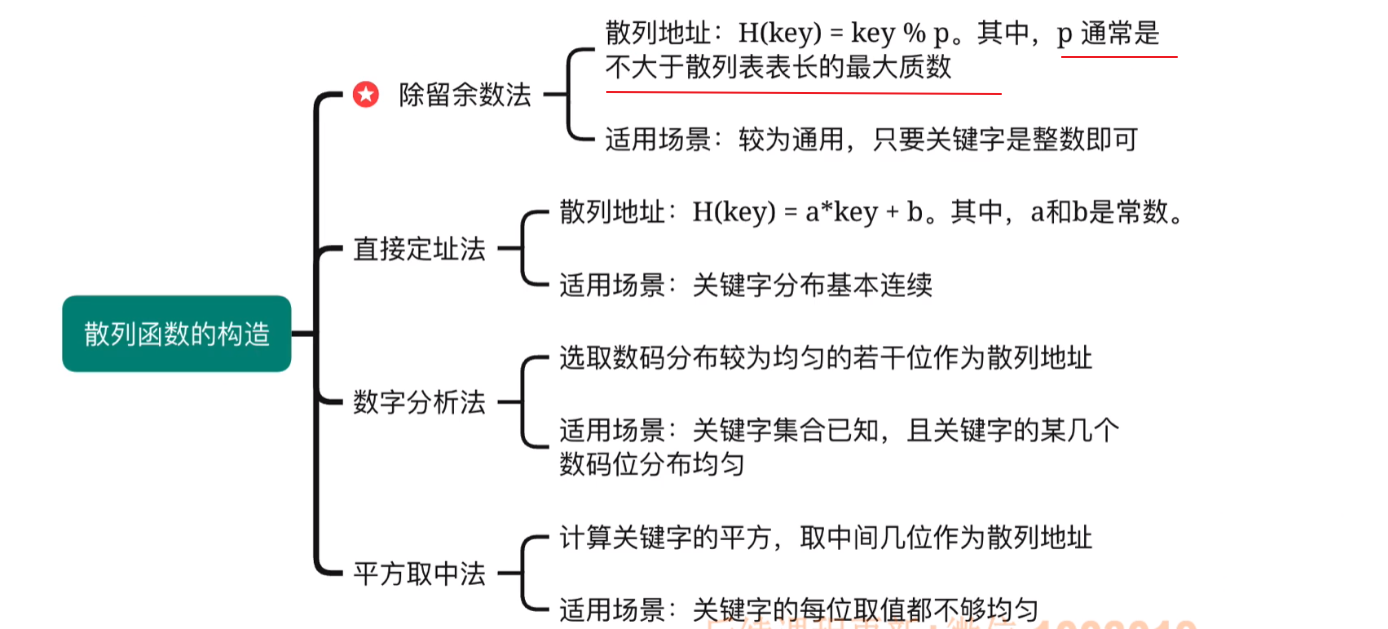 散列地址：H(key) = key % p。其中，p 通常是
不大于散列表表长的最大质数
除留余数法
适用场景：较为通用，只要关键字是整数即可
散列地址：H(key) = a*key + b。其中，a和b是常数。
直接定址法
适用场景：关键字分布基本连续
散列函数的构造
选取数码分布较为均匀的若干位作为散列地址
数字分析法
适用场景：关键字集合已知，且关键字的某几个
数码位分布均匀
计算关键字的平方，取中间几位作为散列地址
平方取中法
适用场景：关键字的每位取值都不够均匀